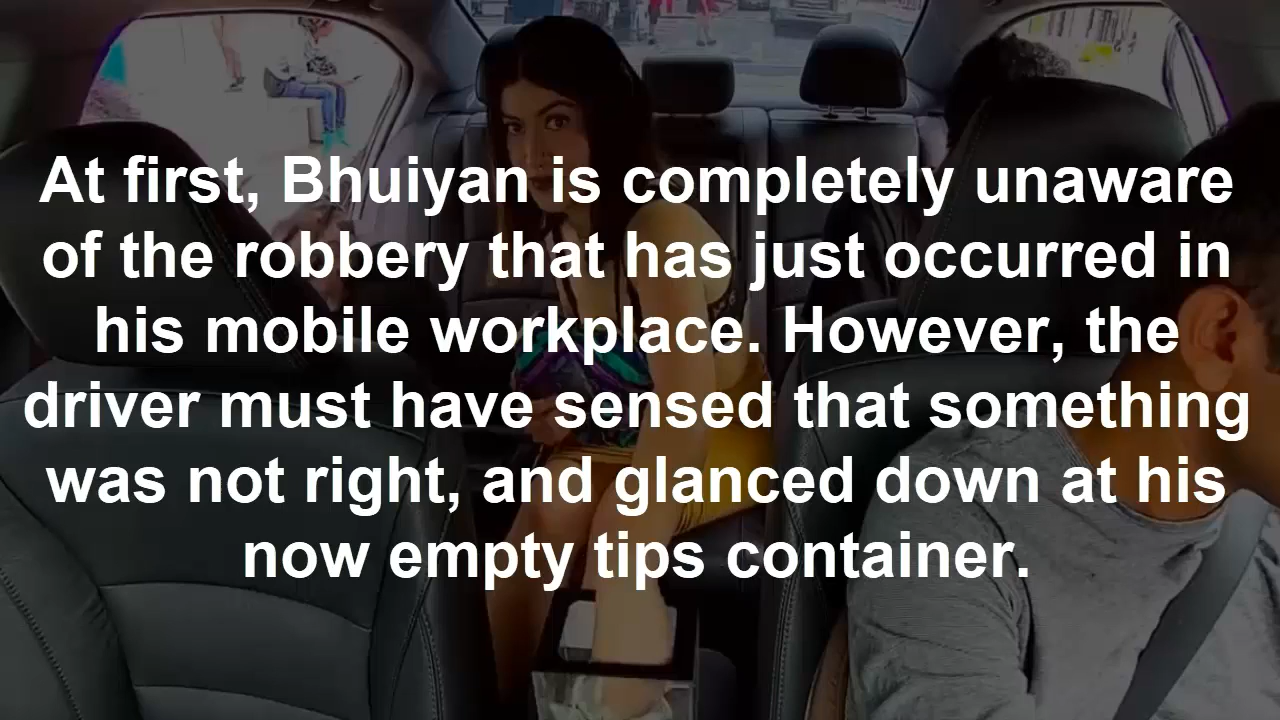 At first, Bhuiyan is completely unaware
of the robbery that has just occurred in
his mobile workplace. However, the
driver must have sensed that something
was not right, and glanced down at his
now empty tips container.